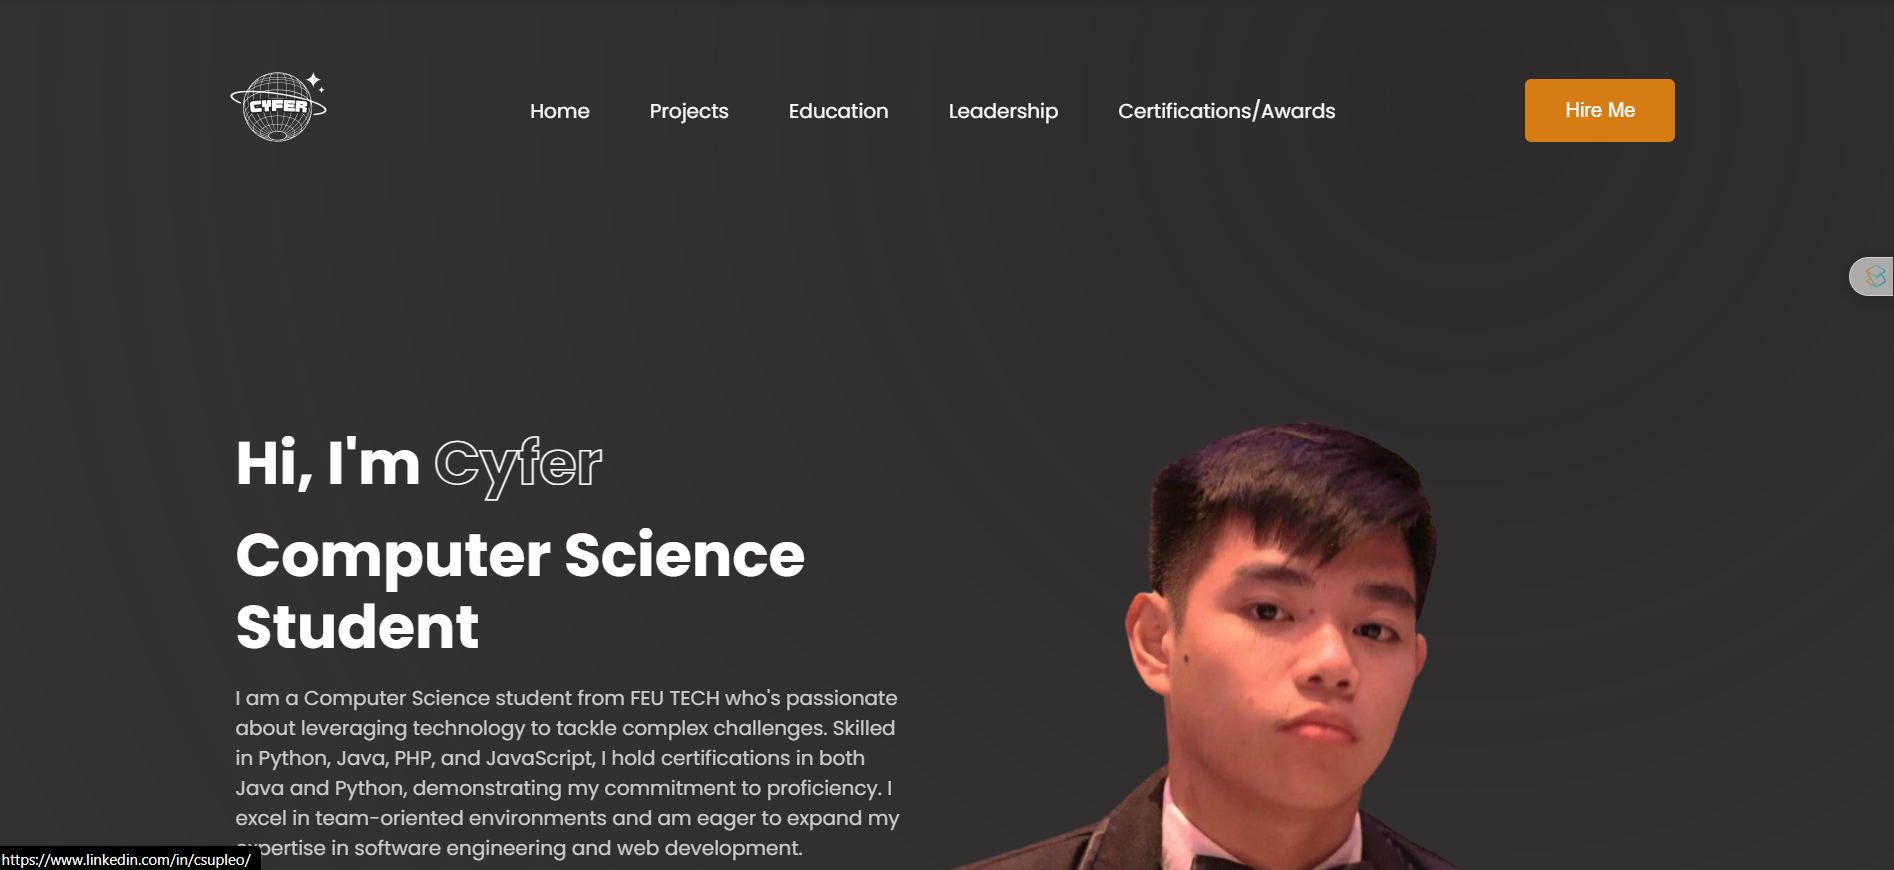 CYFER
Home
Projects
Education
Leadership
Certifications/Awards
Hire Me
Hi, I'm Cyfer
Computer Science
Student
I am a Computer Science student from FEU TECH who's passionate
about leveraging technology to tackle complex challenges. Skilled
in Python, Java, PHP, and JavaScript, I hold certifications in both
Java and Python, demonstrating my commitment to proficiency. I
excel in team-oriented environments and am eager to expand my
expertise in software engineering and web development.
https://www.linkedin.com/in/csupleo/